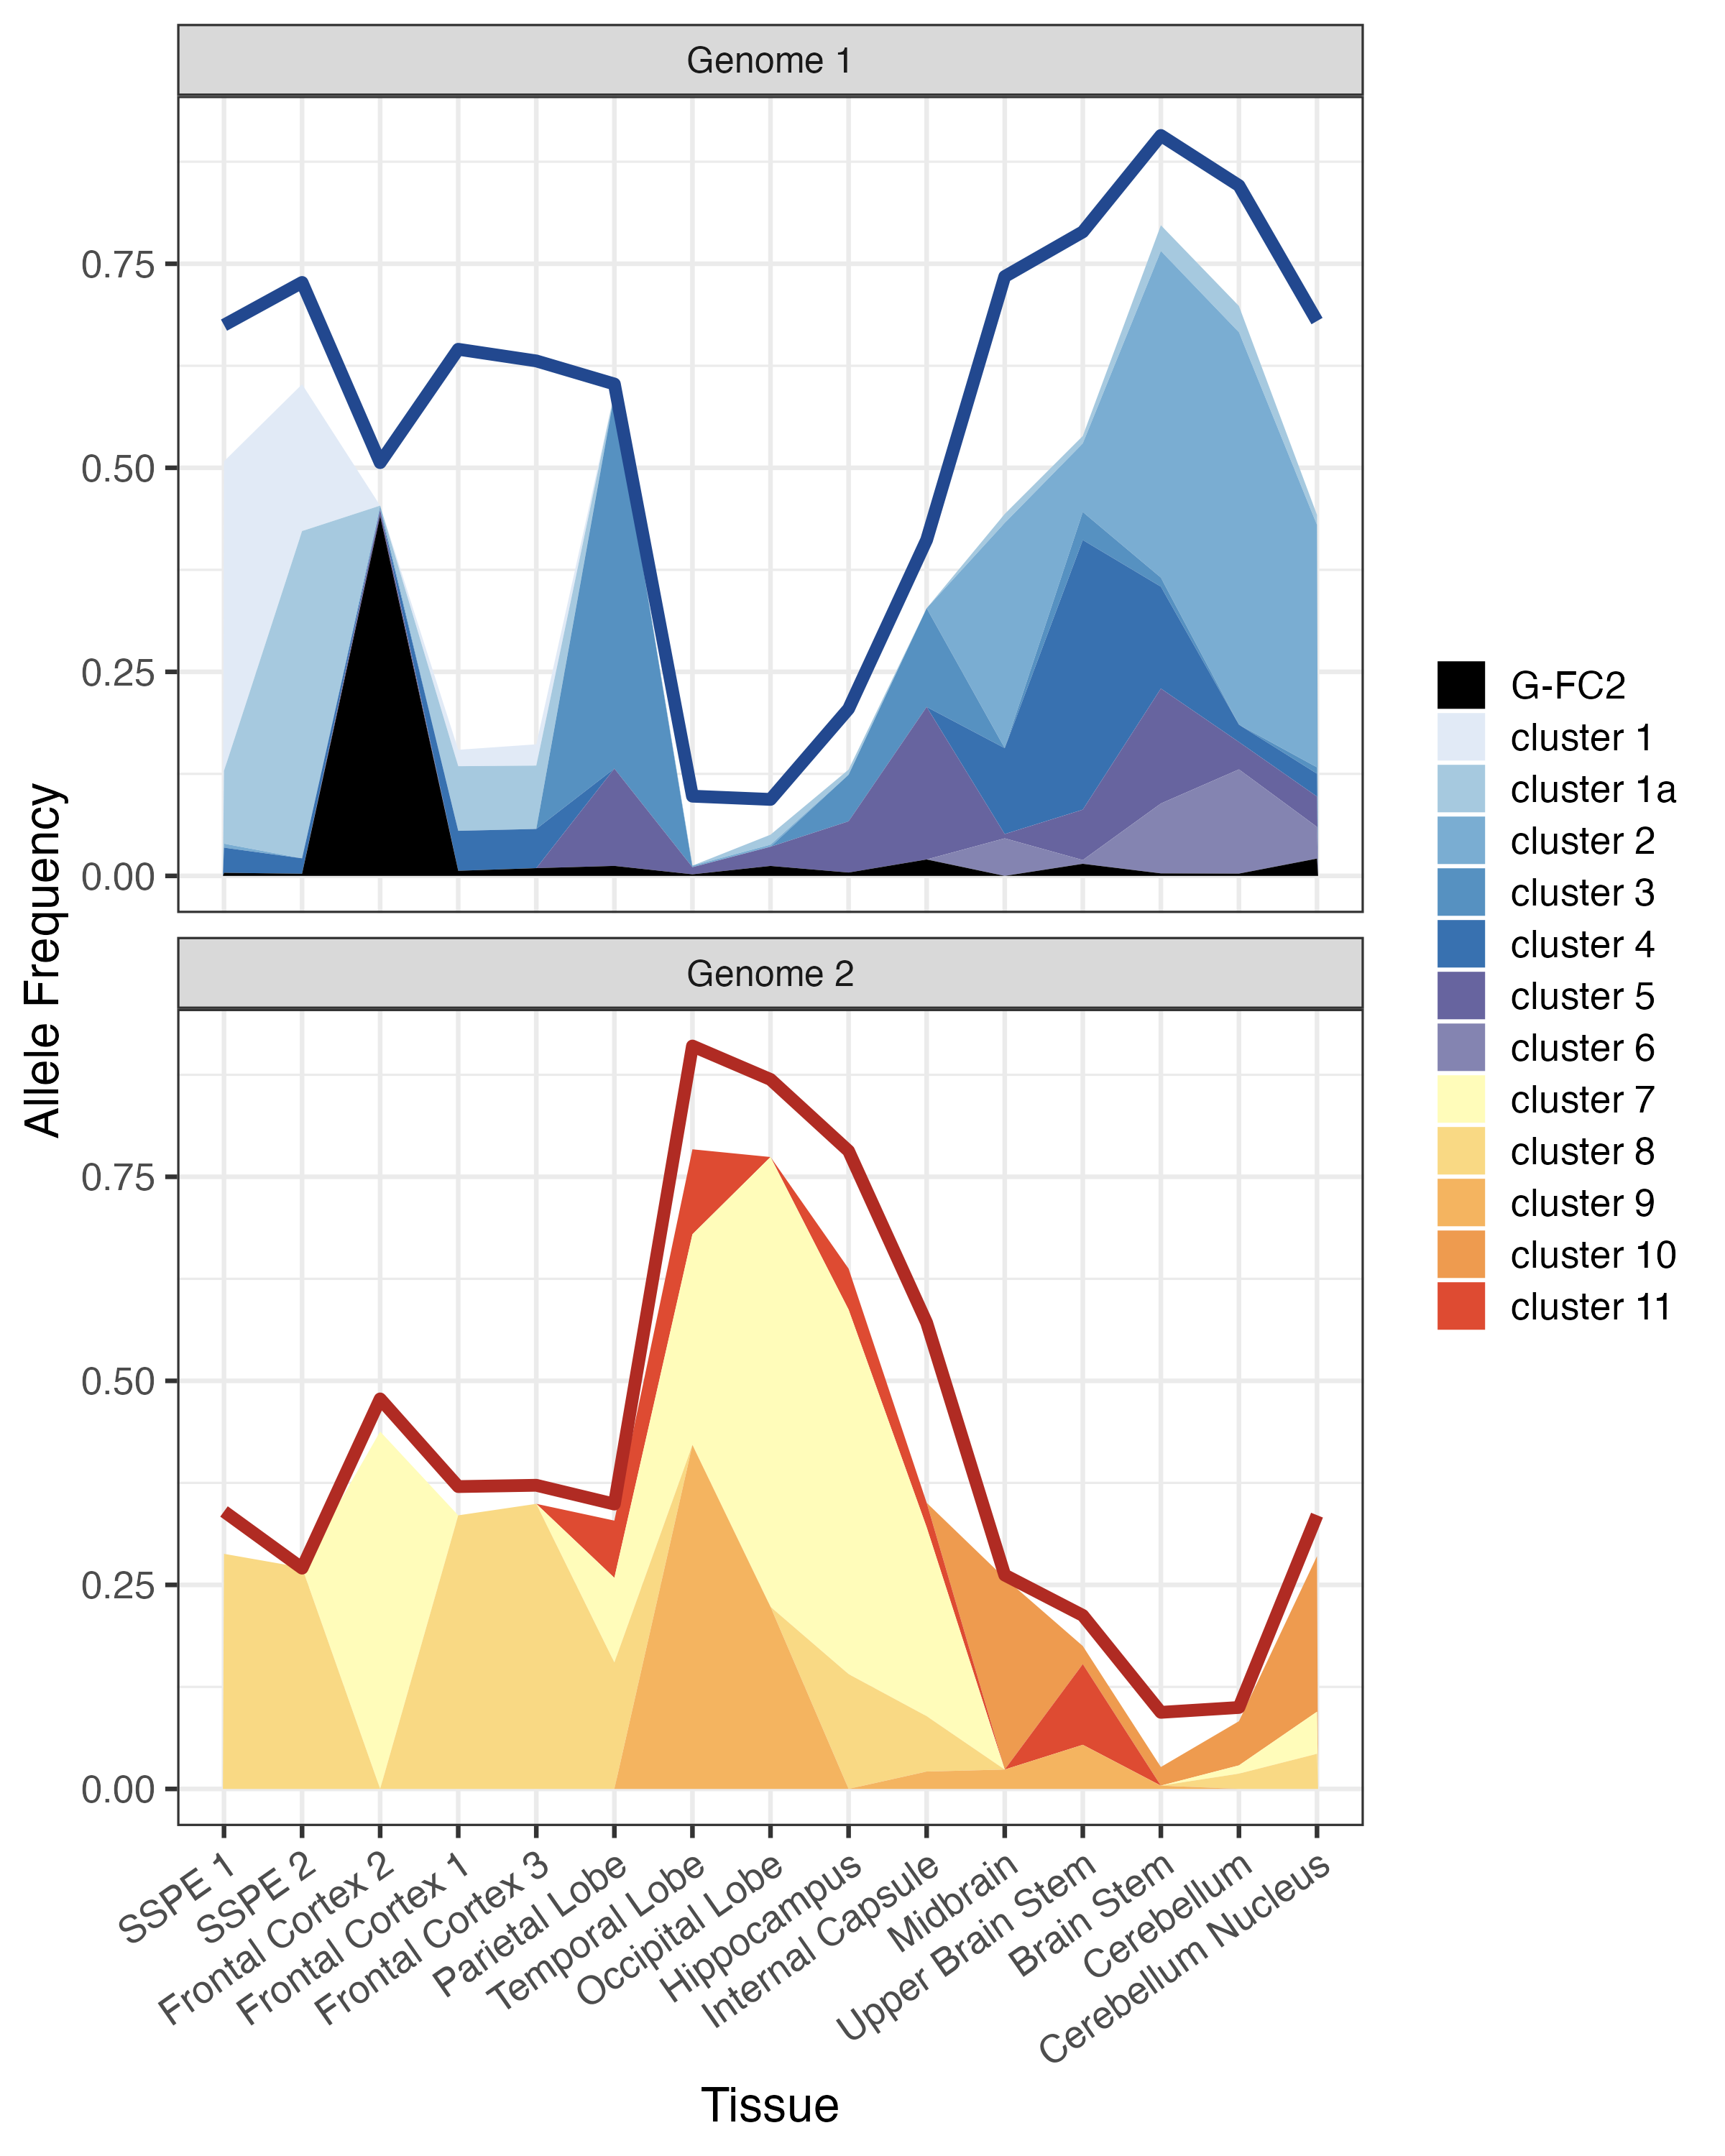 Genome 1
0.75
0.50
0.25
0.00
Genome 2
0.75
0.50
0.25
0.00
Allele Frequency
SSPE 1
SSPE 2
Frontal Cortex 2
Frontal Cortex 1
Frontal Cortex 3
Parietal Lobe
Temporal Lobe
Occipital Lobe
Hippocampus
Internal Capsule
Midbrain
Upper Brain Stem
Brain Stem
Cerebellum
Cerebellum Nucleus
Tissue
G-FC2
cluster 1
cluster 1a
cluster 2
cluster 3
cluster 4
cluster 5
cluster 6
cluster 7
cluster 8
cluster 9
cluster 10
cluster 11